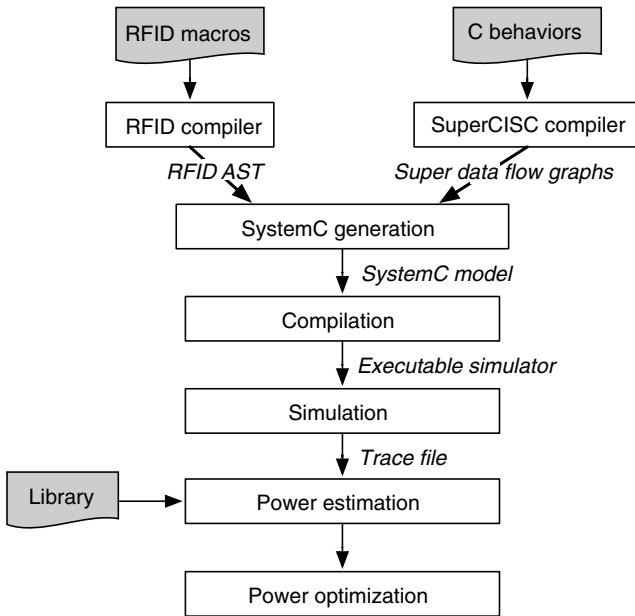 RFID macros
C behaviors
RFID compiler
SuperCISC compiler
RFID AST
Super data flow graphs
SystemC generation
SystemC model
Compilation
Executable simulator
Simulation
Trace file
Library
Power estimation
Power optimization